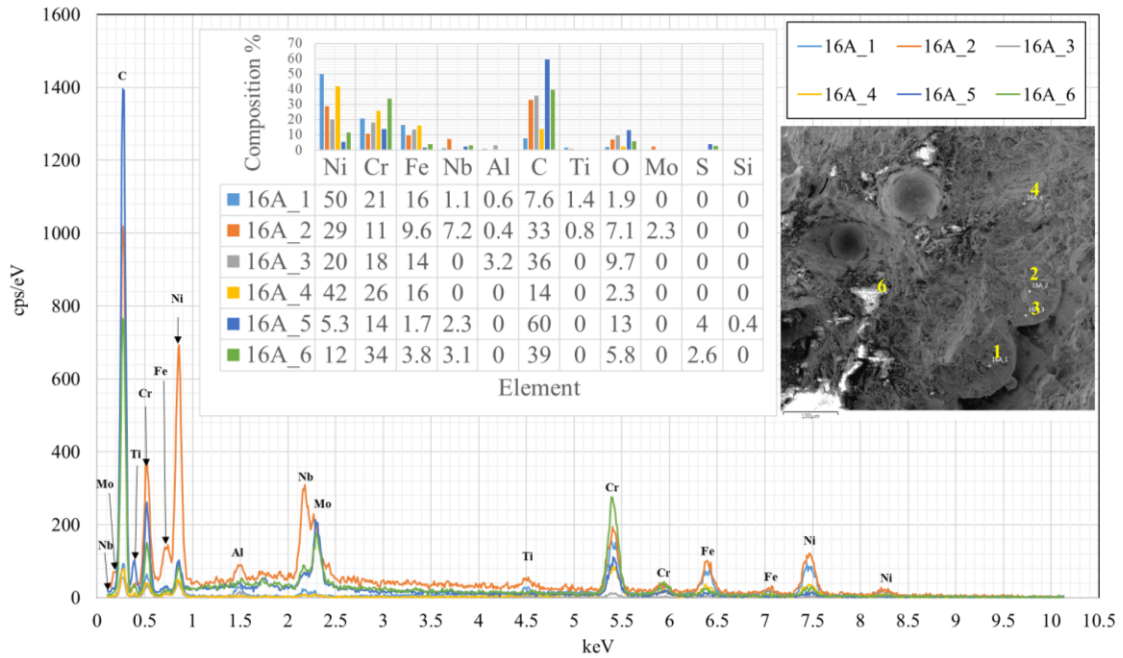 1600
1400
1200
1000
800
600
400
200
0
cps/eV
0 0.5 1 1.5 2 2.5 3 3.5 4 4.5 5 5.5 6 6.5 7 7.5 8 8.5 9 9.5 10 10.5
keV
C
Ni
Fe
Cr
Ti
Mo
Nb
Al
Nb
Mo
Ti
Cr
Cr
Fe
Fe
Ni
Ni
Composition %
70
60
50
40
30
20
10
0
Ni Cr Fe Nb Al C Ti O Mo S Si
16A_1 50 21 16 1.1 0.6 7.6 1.4 1.9 0 0 0
16A_2 29 11 9.6 7.2 0.4 33 0.8 7.1 2.3 0 0
16A_3 20 18 14 0 3.2 36 0 9.7 0 0 0
16A_4 42 26 16 0 0 14 0 2.3 0 0 0
16A_5 5.3 14 1.7 2.3 0 60 0 13 0 4 0.4
16A_6 12 34 3.8 3.1 0 39 0 5.8 0 2.6 0
Element
16A_1 16A_2 16A_3
16A_4 16A_5 16A_6
4
16A_4
2
16A_2
6
3
1
16A_1
100µm